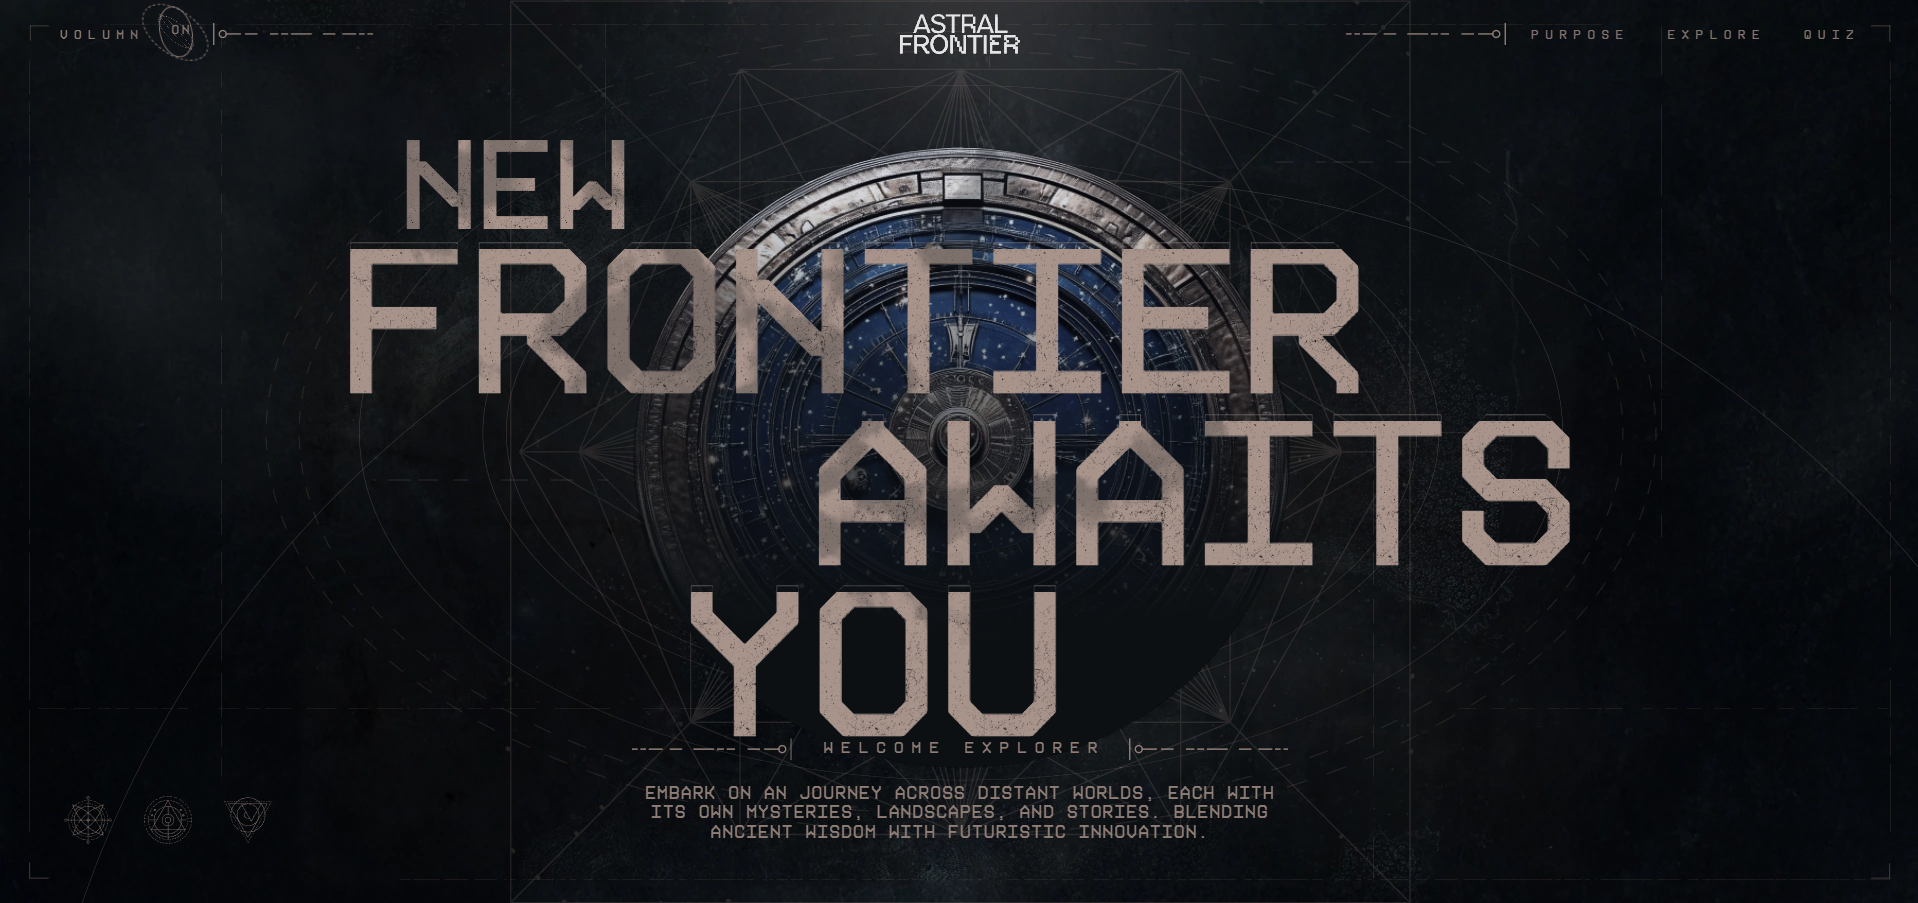 VOLUMN ON
ASTRAL
FRONTIER
PURPOSE EXPLORE QUIZ
NEW
FRONTIER
AWAITS
YOU
WELCOME EXPLORER
EMBARK ON AN JOURNEY ACROSS DISTANT WORLDS, EACH WITH
ITS OWN MYSTERIES, LANDSCAPES, AND STORIES. BLENDING
ANCIENT WISDOM WITH FUTURISTIC INNOVATION.